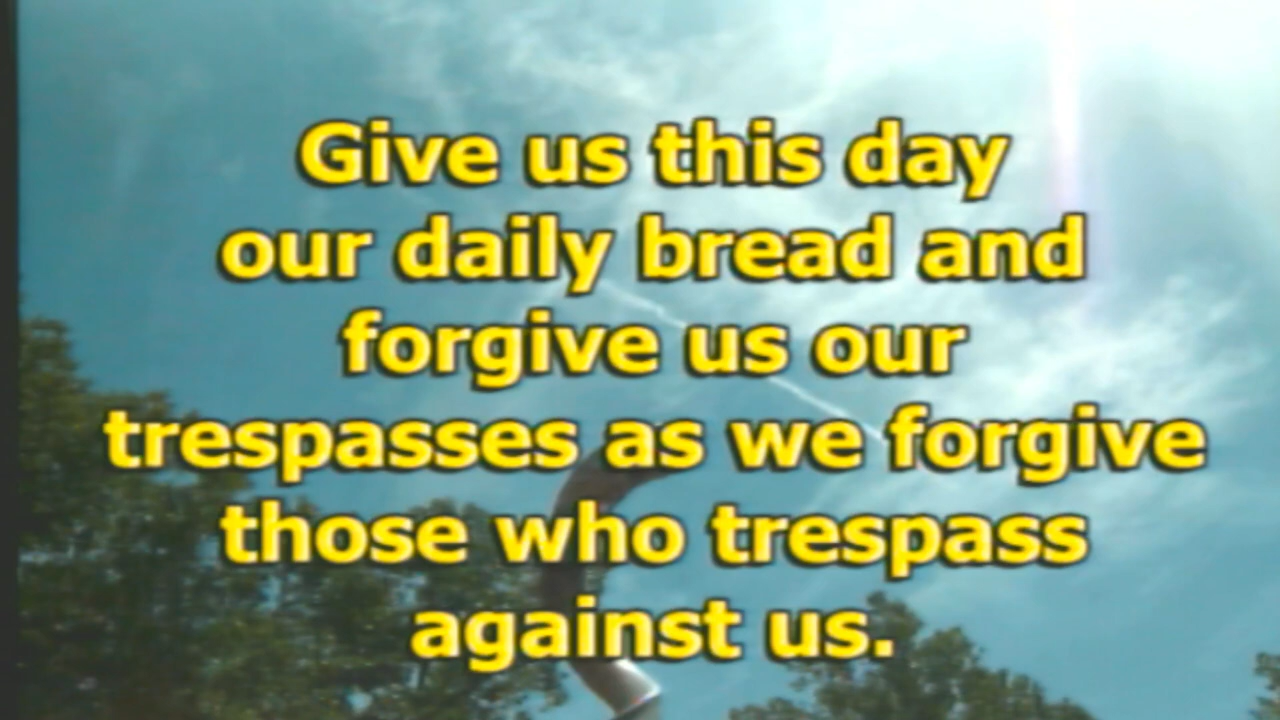 Give us this day
our daily bread and
forgive us our
trespasses as we forgive
those who trespass
against us.